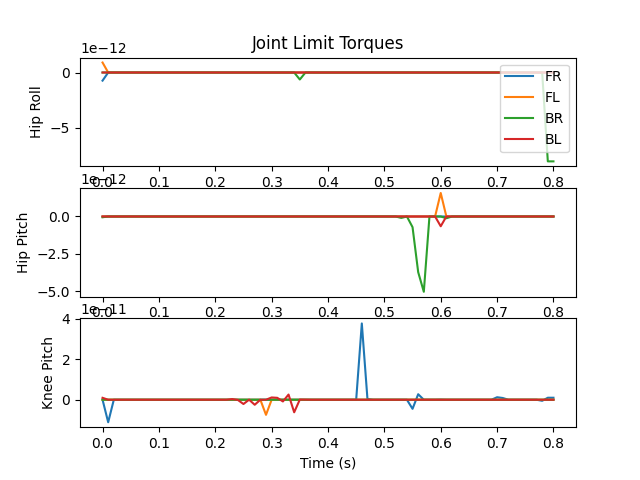 Joint Limit Torques
1e−12
0
−5
Hip Roll
FR
FL
BR
BL
0.0 0.1 0.2 0.3 0.4 0.5 0.6 0.7 0.8
1e−12
0.0
−2.5
−5.0
Hip Pitch
0.0 0.1 0.2 0.3 0.4 0.5 0.6 0.7 0.8
1e−11
4
2
0
Knee Pitch
0.0 0.1 0.2 0.3 0.4 0.5 0.6 0.7 0.8
Time (s)